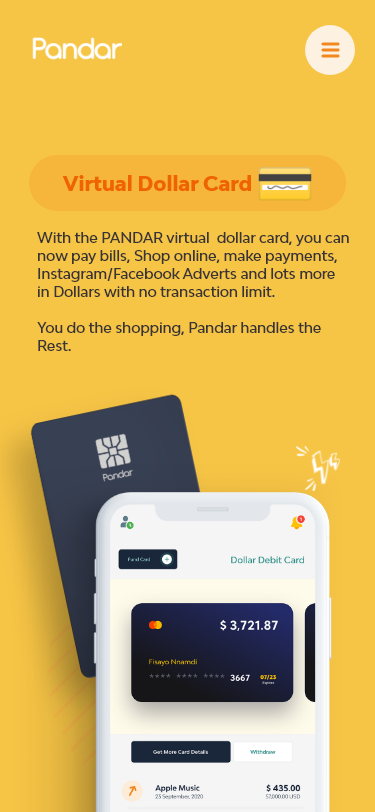 Pandar
Virtual Dollar Card
With the PANDAR virtual dollar card, you can
now pay bills, Shop online, make payments,
Instagram/Facebook Adverts and lots more
in Dollars with no transaction limit.
You do the shopping, Pandar handles the
Rest.
Pandar
Fund Card
Dollar Debit Card
$ 3,721.87
Fisayo Nnamdi
**** **** **** 3667 07/23
Expires
Get More Card Details
Withdraw
Apple Music $ 435.00
23 September, 2020 57,000.00 USD